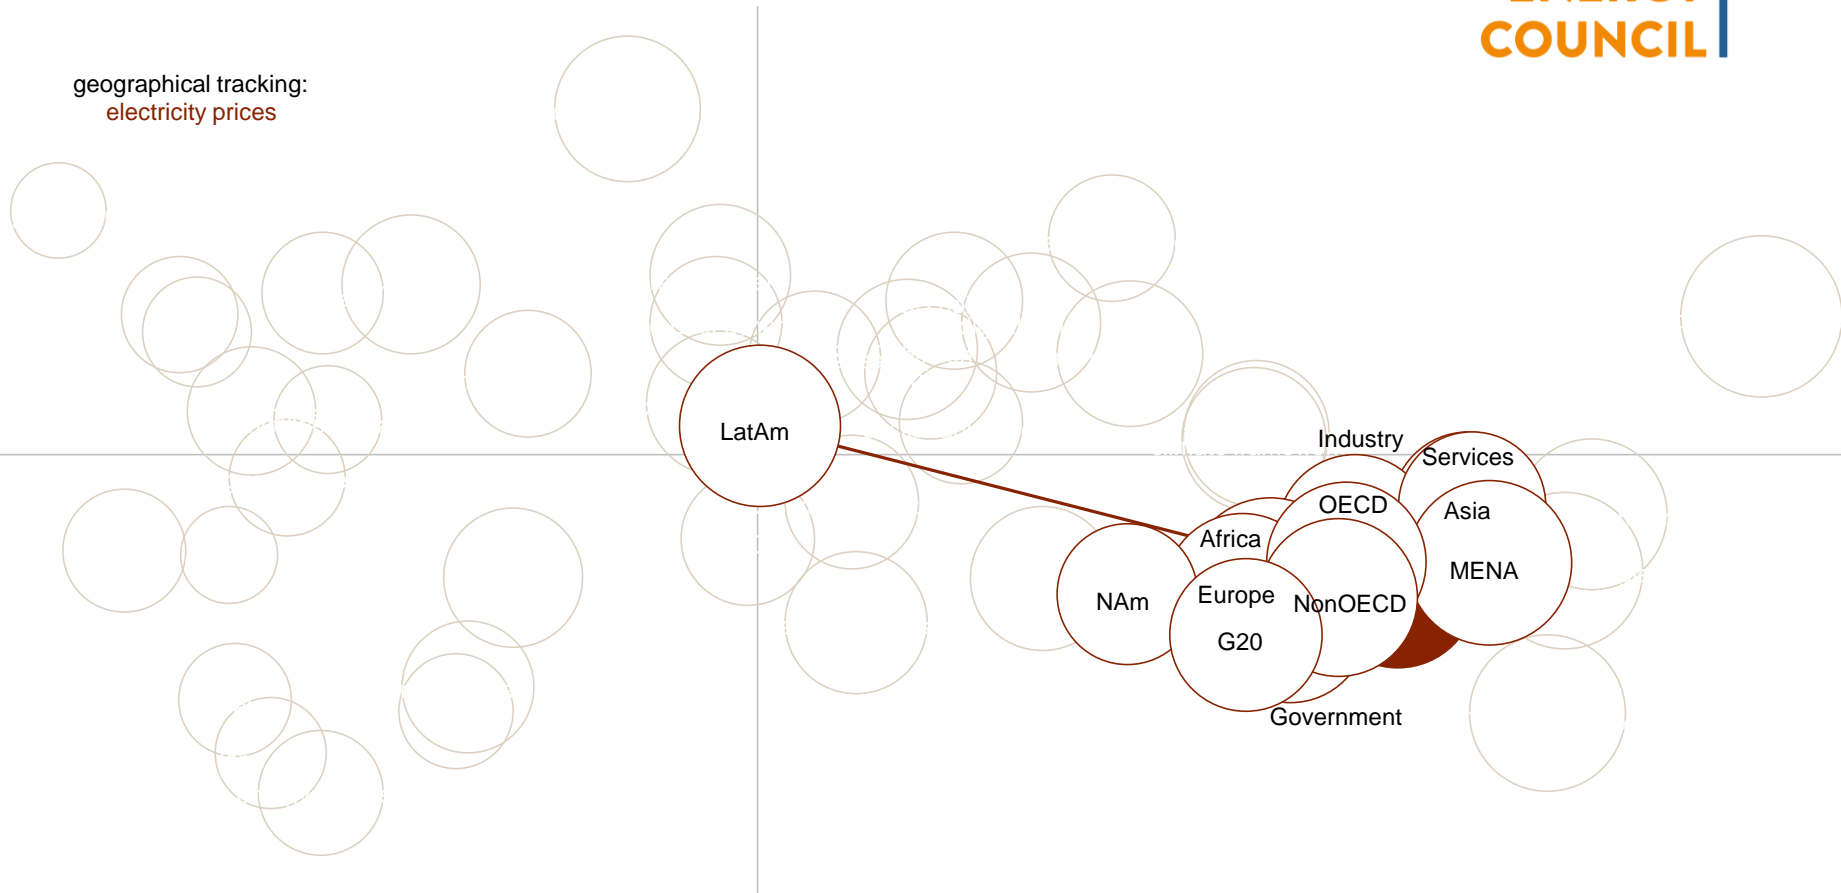 COUNCIL
geographical tracking:
electricity prices
LatAm
Industry
Services
OECD
Asia
Africa
MENA
NAm
Europe
NonOECD
G20
Government